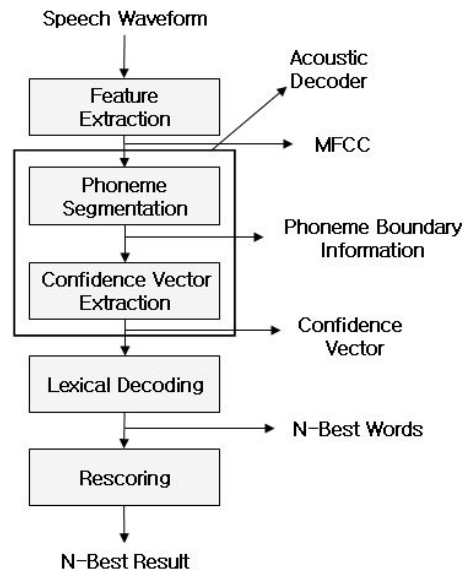 Speech Waveform
Acoustic
Decoder
Feature
Extraction
MFCC
Phoneme
Segmentation
Phoneme Boundary
Information
Confidence Vector
Extraction
Confidence
Vector
Lexical Decoding
N-Best Words
Rescoring
N-Best Result